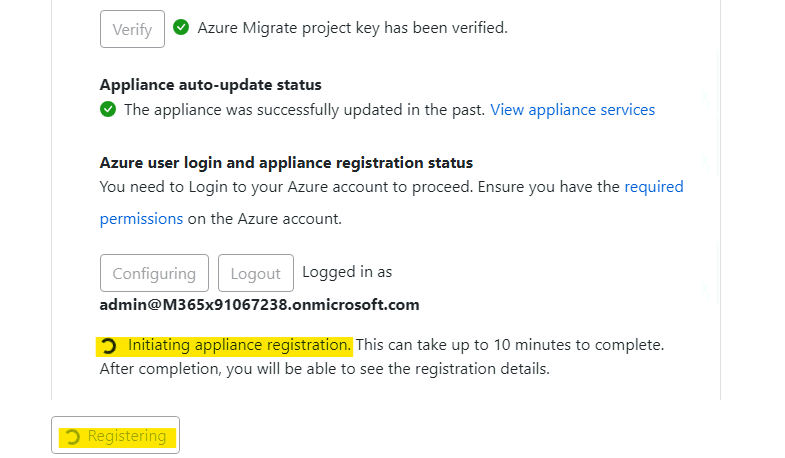 Verify Azure Migrate project key has been verified.
Appliance auto-update status
The appliance was successfully updated in the past. View appliance services
Azure user login and appliance registration status
You need to Login to your Azure account to proceed. Ensure you have the required
permissions on the Azure account.
Configuring Logout Logged in as
admin@M365x91067238.onmicrosoft.com
Initiating appliance registration. This can take up to 10 minutes to complete.
After completion, you will be able to see the registration details.
Registering